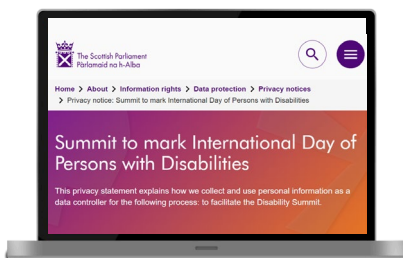 The Scottish Parliament
Pàrlamaid na h-Alba
Home > About > Information rights > Data protection > Privacy notices
> Privacy notice: Summit to mark International Day of Persons with Disabilities
Summit to mark International Day of
Persons with Disabilities
This privacy statement explains how we collect and use personal information as a
data controller for the following process: to facilitate the Disability Summit.